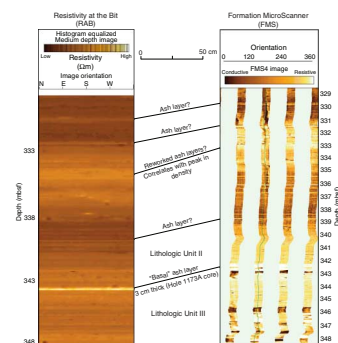 Resistivity at the Bit
(RAB)
Histogram equalized
Medium depth image
Low
High
Resistivity
(Ωm)
Image orientation
N E S W
333
338
343
348
Depth (mbsf)
0 50 cm
Ash layer?
Ash layer?
Reworked ash layers?
Correlates with peak in
density
Ash layer?
Lithologic Unit II
"Basal" ash layer
3 cm thick (Hole 1173A core)
Lithologic Unit III
Formation MicroScanner
(FMS)
Orientation
0 120 240 360
FMS4 image
Conductive
Resistive
329
330
331
332
333
334
335
336
337
338
339
340
341
342
343
344
345
346
347
348
Depth (mbsf)